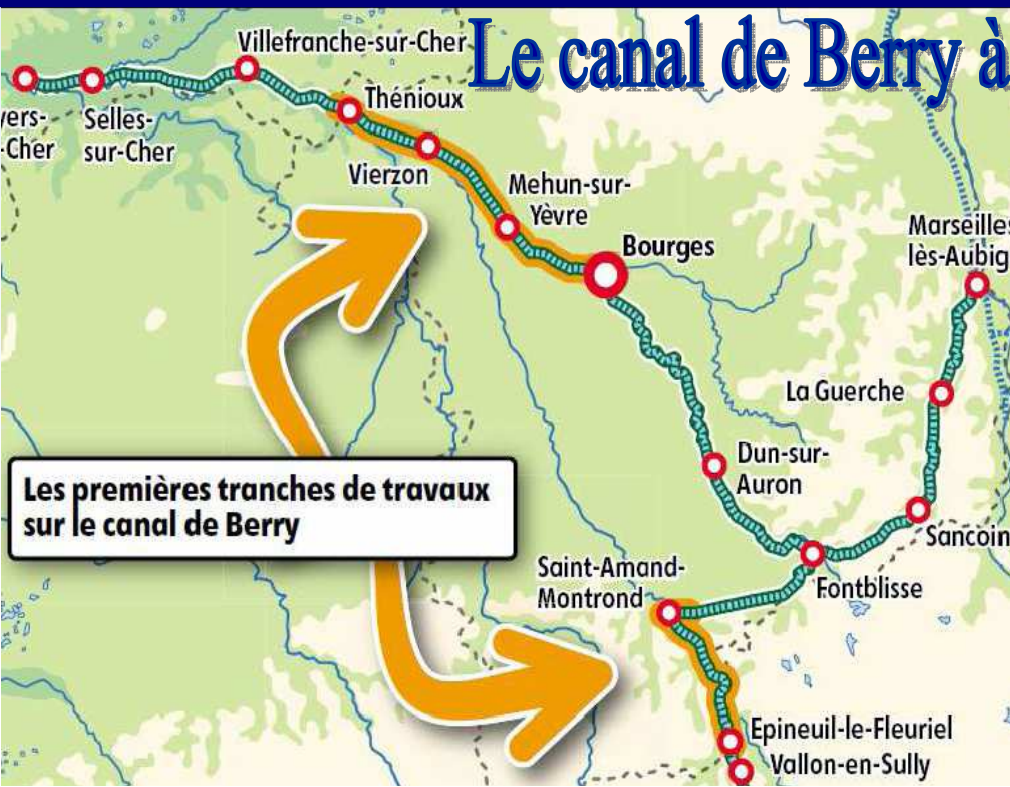 Le canal de Berry à
Villefranche-sur-Cher
Thénioux
Selles-
sur-Cher
-Cher
Vierzon
Mehun-sur-
Yèvre
Bourges
Marseilles
lès-Aubig
La Guerche
Dun-sur-
Auron
Les premières tranches de travaux
sur le canal de Berry
Sancoin
Saint-Amand-
Montrond
Fontblisse
Epineuil-le-Fleuriel
Vallon-en-Sully